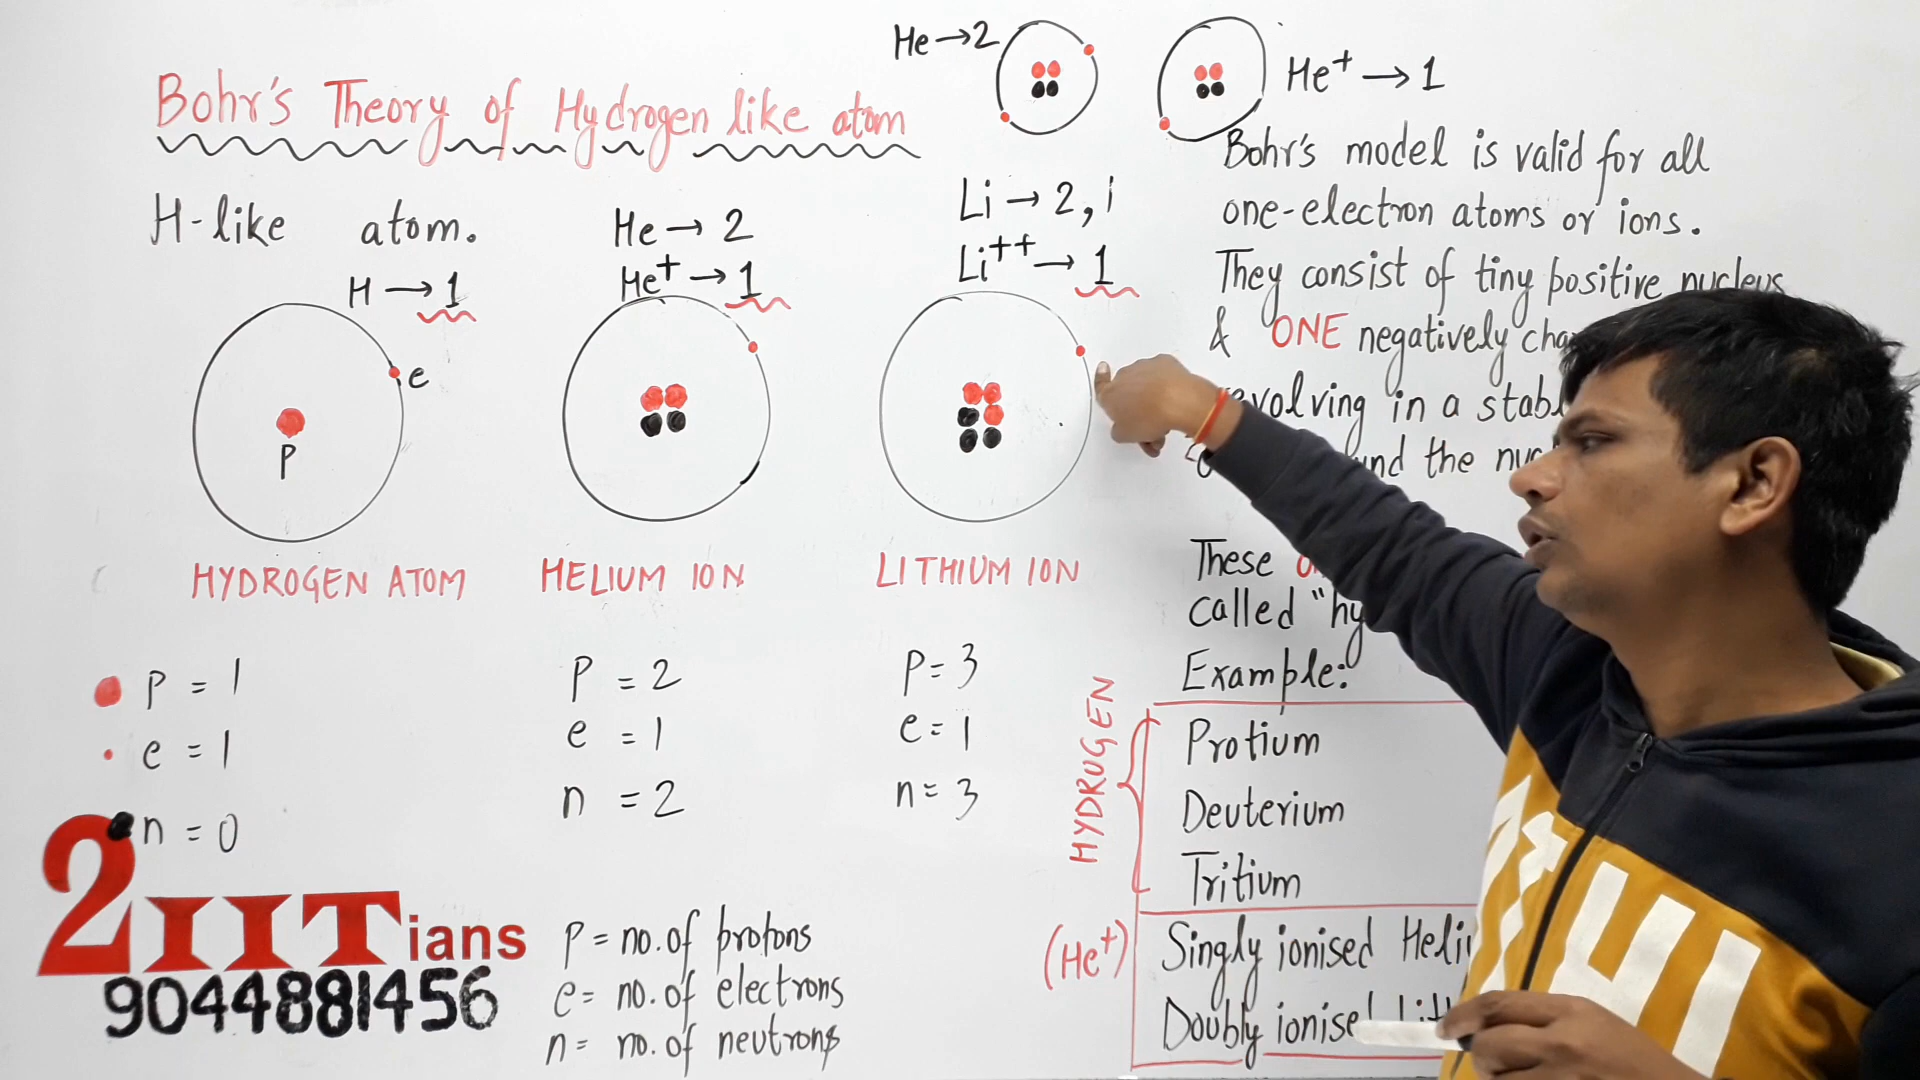 Bohr's Theory of Hydrogen like atom
He → 2
He⁺ → 1
H-like atom.
H → 1
e
P
HYDROGEN ATOM
He → 2
He⁺ → 1
HELIUM ION
Li → 2, 1
Li⁺⁺ → 1
LITHIUM ION
P = 1
e = 1
n = 0
P = 2
e = 1
n = 2
P = 3
e = 1
n = 3
P = no. of protons
e = no. of electrons
n = no. of neutrons
2IITians
9044881456
Bohr's model is valid for all
one-electron atoms or ions.
They consist of tiny positive nucleus
& ONE negatively
in a
the
These
called
Example:
HYDROGEN
Protium
Deuterium
Tritium
(He⁺)
Singly ionised
Doubly